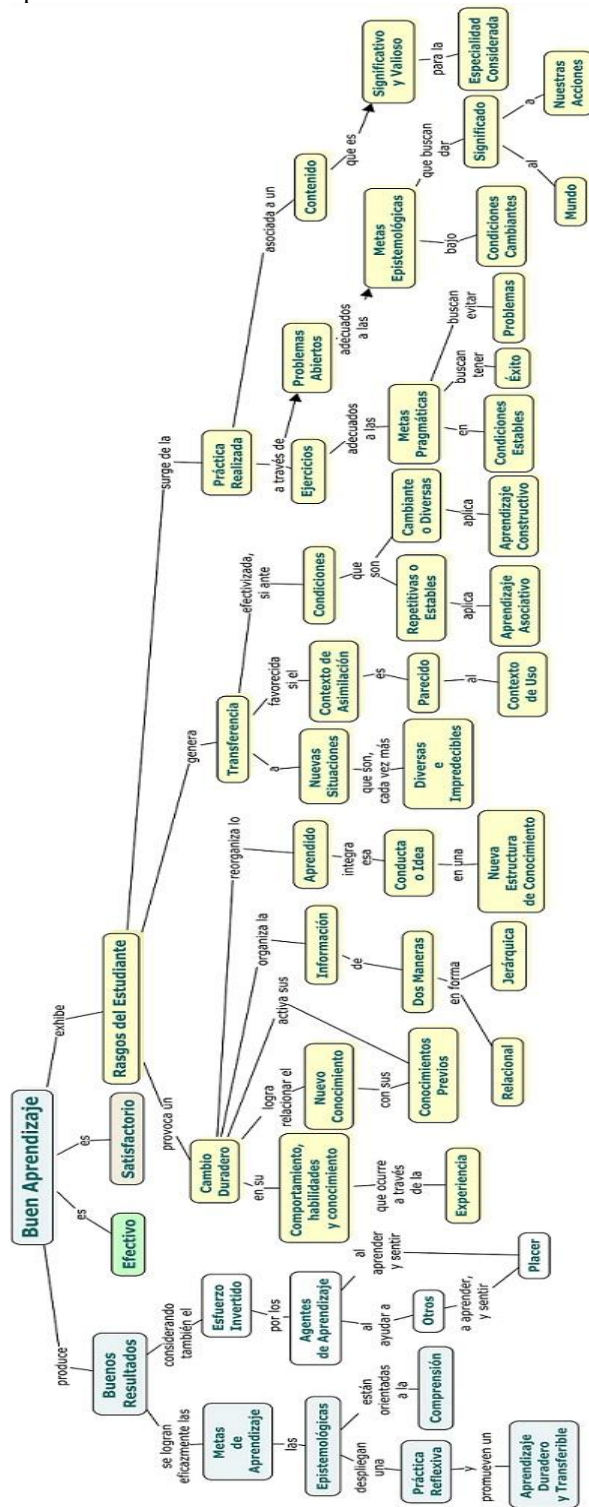 Buen Aprendizaje
produce
es
es
exhibe
Buenos
Resultados
Efectivo
Satisfactorio
Rasgos del Estudiante
se logran
eficazmente las
considerando
también el
Metas
de
Aprendizaje
las
Epistemológicas
despliegan
una
están
orientadas
a la
Práctica
Reflexiva
Comprensión
y
promueven un
Aprendizaje
Duradero
y Transferible
Esfuerzo
Invertido
por los
Agentes
de Aprendizaje
al
ayudar a
al
aprender
y sentir
Otros
a aprender,
y sentir
Placer
provoca un
genera
surge de la
Cambio
Duradero
en su
logra
relacionar el
activa sus
organiza la
reorganiza lo
Comportamiento,
habilidades
y conocimiento
que ocurre
a través
de la
Experiencia
Nuevo
Conocimiento
con sus
Conocimientos
Previos
Información
de
Dos Maneras
en forma
Relacional
Jerárquica
Aprendido
integra
esa
Conducta
o Idea
en una
Nueva
Estructura
de Conocimiento
Transferencia
a
favorecida
si el
efectivizada,
si ante
Nuevas
Situaciones
que son,
cada vez más
Diversas
e
Impredecibles
Contexto de
Asimilación
es
Parecido
al
Contexto
de Uso
Condiciones
que
son
Repetitivas o
Estables
aplica
Aprendizaje
Asociativo
Cambiante
o Diversas
aplica
Aprendizaje
Constructivo
Práctica
Realizada
a través de
asociada a un
Ejercicios
adecuados
a las
Metas
Pragmáticas
en
buscan
tener
buscan
evitar
Condiciones
Estables
Éxito
Problemas
Problemas
Abiertos
adecuados
a las
Metas
Epistemológicas
bajo
que buscan
dar
Condiciones
Cambiantes
Significado
al
a
Mundo
Nuestras
Acciones
Contenido
que es
Significativo
y Valioso
para la
Especialidad
Considerada